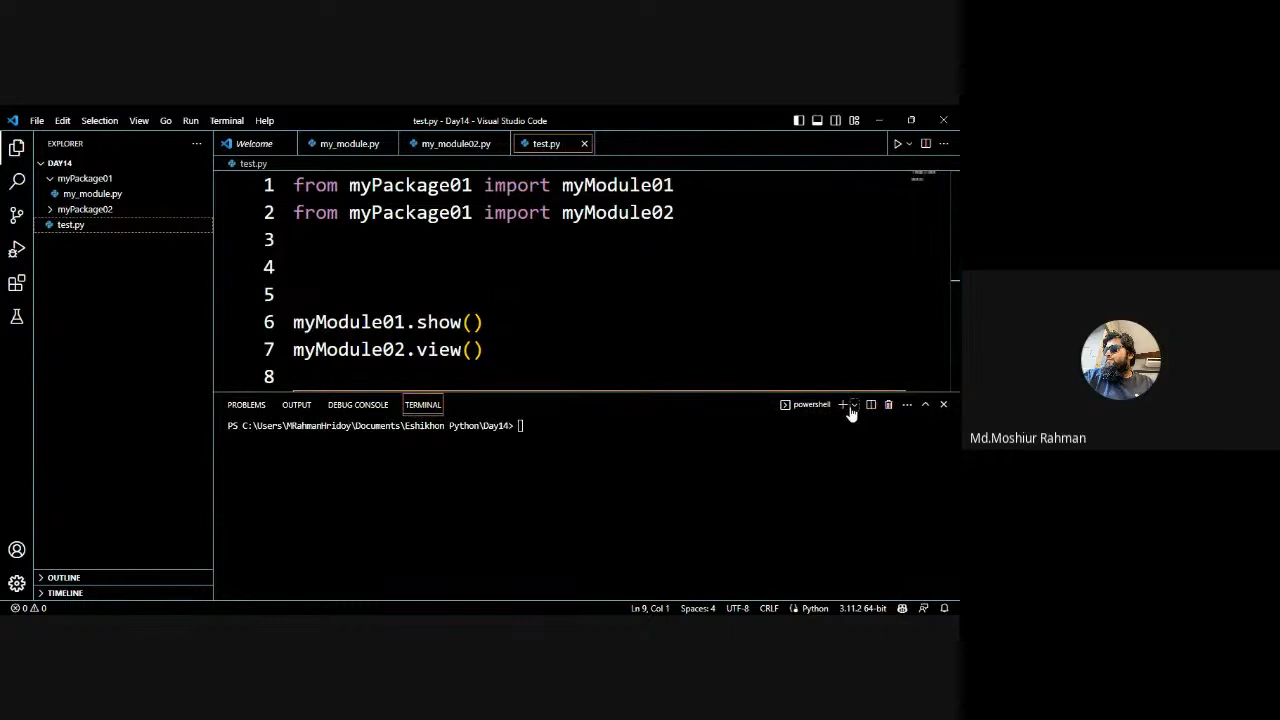 File Edit Selection View Go Run Terminal Help
test.py - Day14 - Visual Studio Code
EXPLORER
DAY14
myPackage01
my_module.py
myPackage02
test.py
OUTLINE
TIMELINE
Welcome my_module.py my_module02.py test.py
test.py
1 from myPackage01 import myModule01
2 from myPackage01 import myModule02
3
4
5
6 myModule01.show()
7 myModule02.view()
8
PROBLEMS OUTPUT DEBUG CONSOLE TERMINAL
powershell
PS C:\Users\MRahmanHridoy\Documents\Eshikhon Python\Day14>
0 0
Ln 9, Col 1 Spaces: 4 UTF-8 CRLF Python 3.11.2 64-bit
Md.Moshiur Rahman